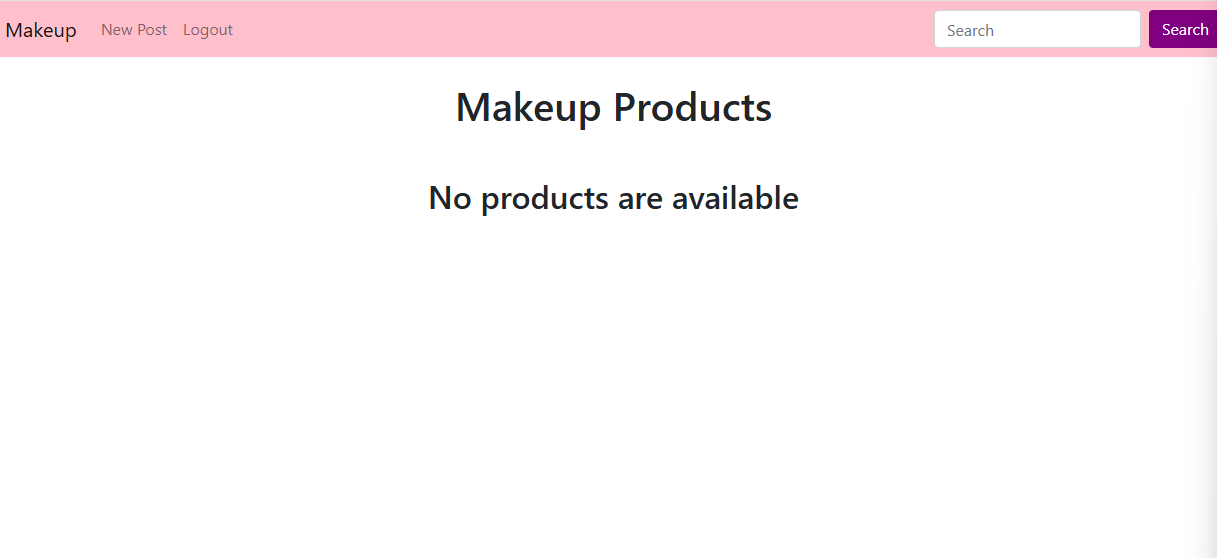 Makeup New Post Logout Search Search
Makeup Products
No products are available